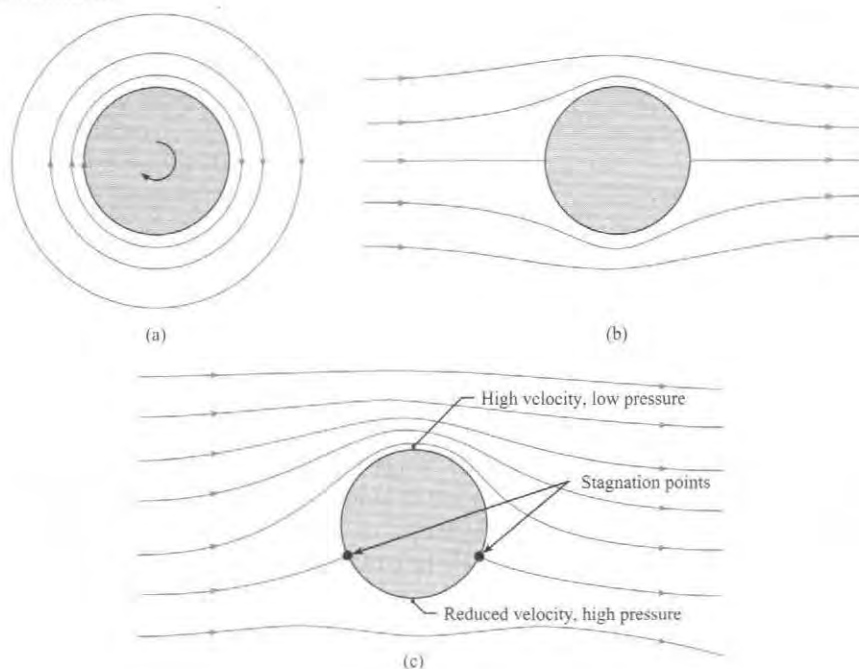 (a)
(b)
High velocity, low pressure
Stagnation points
Reduced velocity, high pressure
(c)